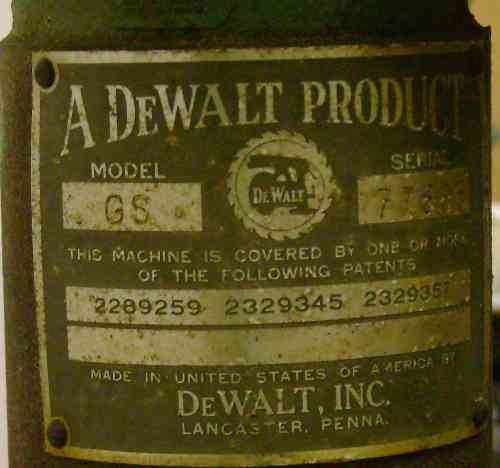 A DEWALT PRODUCT
MODEL
SERIAL
GS
DEWALT
THIS MACHINE IS COVERED BY ONE OR MORE
OF THE FOLLOWING PATENTS
2289259 2329345
MADE IN UNITED STATES OF AMERICA BY
DEWALT, INC.
LANCASTER, PENNA.